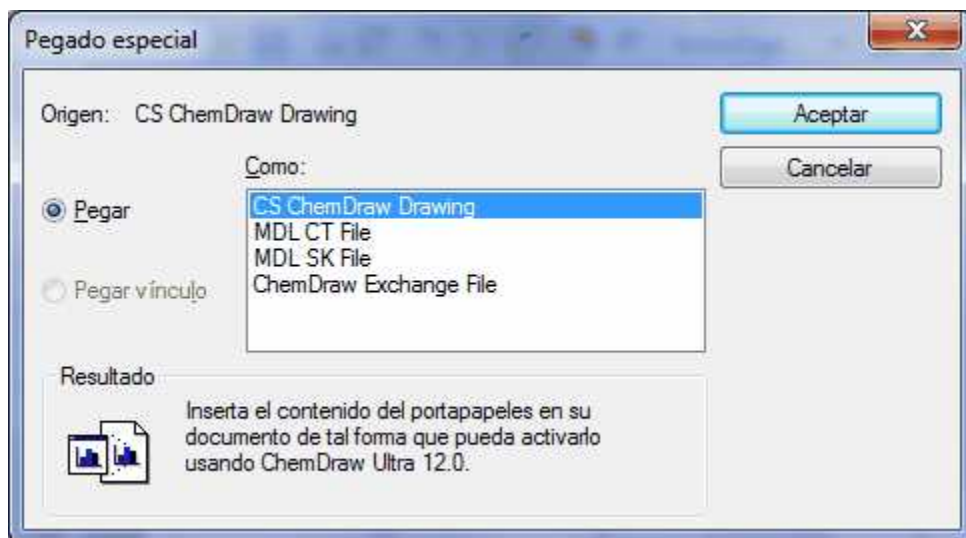 Pegado especial
Origen: CS ChemDraw Drawing
Aceptar
Como:
Cancelar
Pegar
CS ChemDraw Drawing
MDL CT File
MDL SK File
ChemDraw Exchange File
Pegar vínculo
Resultado
Inserta el contenido del portapapeles en su
documento de tal forma que pueda activarlo
usando ChemDraw Ultra 12.0.